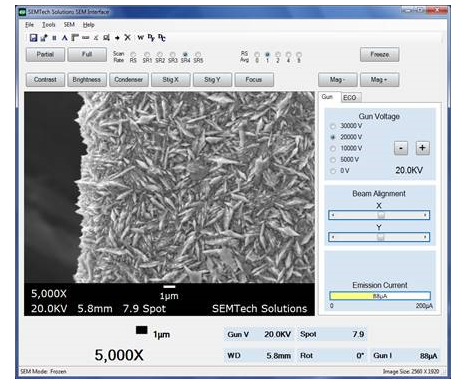 SEMTech Solutions SEM Interface
File Tools SEM Help
Partial Full Scan Rate RS SR1 SR2 SR3 SR4 SR5 RS Avg 0 1 2 4 Freeze
Contrast Brightness Condenser Stig X Stig Y Focus Mag - Mag +
Gun ECO
Gun Voltage
30000 V
20000 V
10000 V
5000 V
0 V
- +
20.0KV
Beam Alignment
X
Y
Emission Current
88µA
0 200µA
5,000X 1µm
20.0KV 5.8mm 7.9 Spot SEMTech Solutions
1µm
5,000X
Gun V 20.0KV Spot 7.9
WD 5.8mm Rot 0° Gun I 88µA
SEM Mode: Frozen Image Size: 2560 X 1920